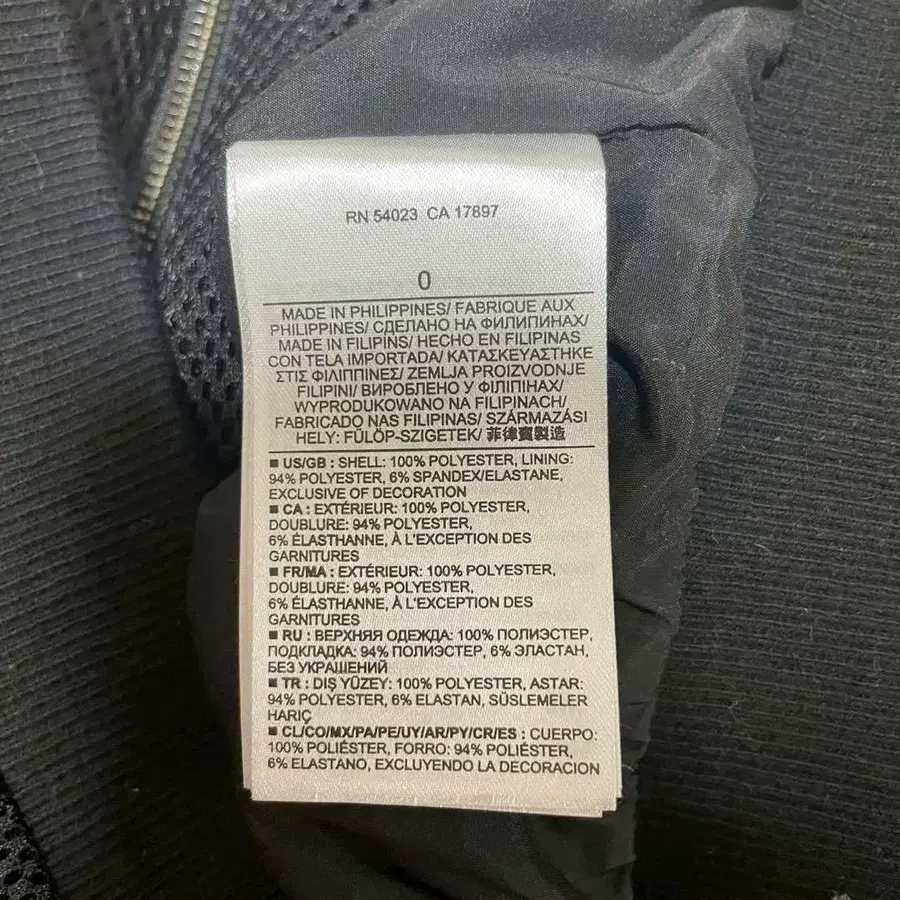 RN 54023 CA 17897
0
MADE IN PHILIPPINES/ FABRIQUE AUX
PHILIPPINES/ СДЕЛАНО НА ФИЛИПИНАХ/
MADE IN FILIPINS/ HECHO EN FILIPINAS
CON TELA IMPORTADA/ ΚΑΤΑΣΚΕΥΑΣΤΗΚΕ
ΣΤΙΣ ΦΙΛΙΠΠΙΝΕΣ/ ZEMLJA PROIZVODNJE
FILIPINI/ ВИРОБЛЕНО У ФІЛІПІНАХ/
WYPRODUKOWANO NA FILIPINACH/
FABRICADO NAS FILIPINAS/ SZÁRMAZÁSI
HELY: FÜLÖP-SZIGETEK/ 菲律賓製造
■ US/GB : SHELL: 100% POLYESTER, LINING:
94% POLYESTER, 6% SPANDEX/ELASTANE,
EXCLUSIVE OF DECORATION
■ CA : EXTÉRIEUR: 100% POLYESTER,
DOUBLURE: 94% POLYESTER,
6% ÉLASTHANNE, À L'EXCEPTION DES
GARNITURES
■ FR/MA : EXTÉRIEUR: 100% POLYESTER,
DOUBLURE: 94% POLYESTER,
6% ÉLASTHANNE, À L'EXCEPTION DES
GARNITURES
■ RU : ВЕРХНЯЯ ОДЕЖДА: 100% ПОЛИЭСТЕР,
ПОДКЛАДКА: 94% ПОЛИЭСТЕР, 6% ЭЛАСТАН,
БЕЗ УКРАШЕНИЙ
■ TR : DIŞ YÜZEY: 100% POLYESTER, ASTAR:
94% POLYESTER, 6% ELASTAN, SÜSLEMELER
HARIÇ
■ CL/CO/MX/PA/PE/UY/AR/PY/CR/ES : CUERPO:
100% POLIÉSTER, FORRO: 94% POLIÉSTER,
6% ELASTANO, EXCLUYENDO LA DECORACION